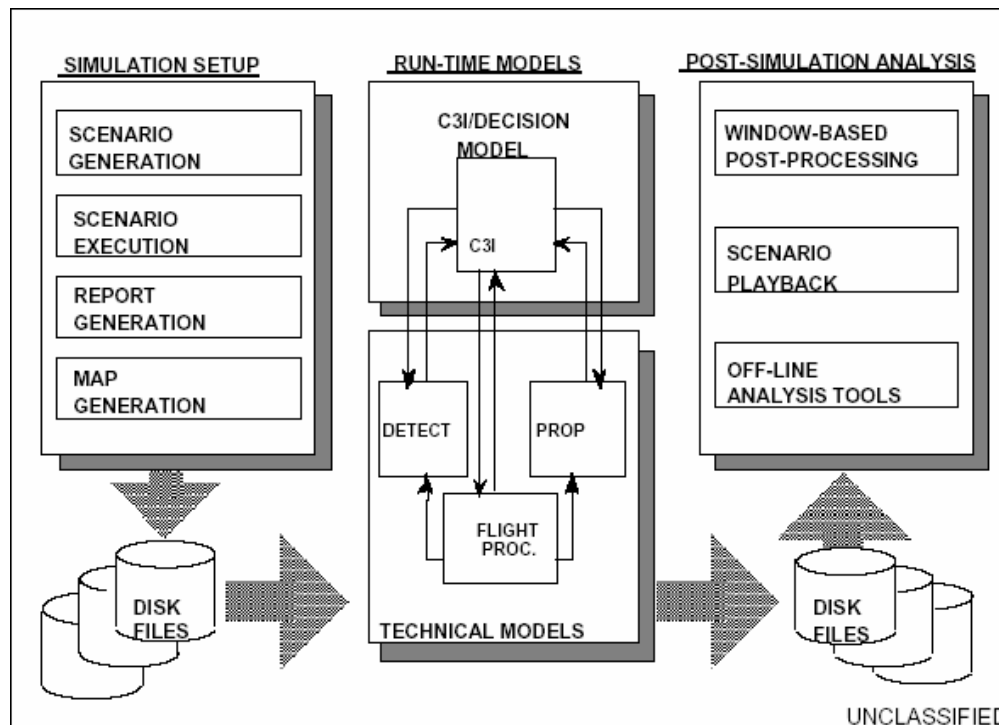 SIMULATION SETUP
SCENARIO
GENERATION
SCENARIO
EXECUTION
REPORT
GENERATION
MAP
GENERATION
DISK
FILES
RUN-TIME MODELS
C3I/DECISION
MODEL
C3I
DETECT
PROP
FLIGHT
PROC.
TECHNICAL MODELS
POST-SIMULATION ANALYSIS
WINDOW-BASED
POST-PROCESSING
SCENARIO
PLAYBACK
OFF-LINE
ANALYSIS TOOLS
DISK
FILES
UNCLASSIFIED